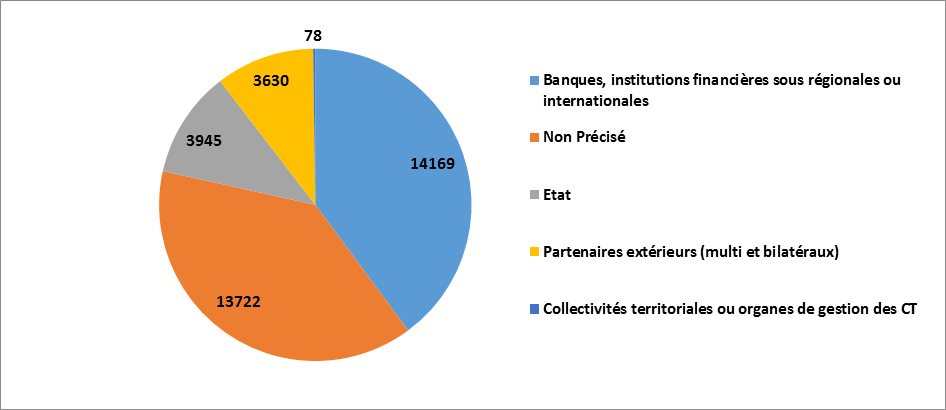 78
3630
3945
14169
13722
Banques, institutions financières sous régionales ou
internationales
Non Précisé
Etat
Partenaires extérieurs (multi et bilatéraux)
Collectivités territoriales ou organes de gestion des CT